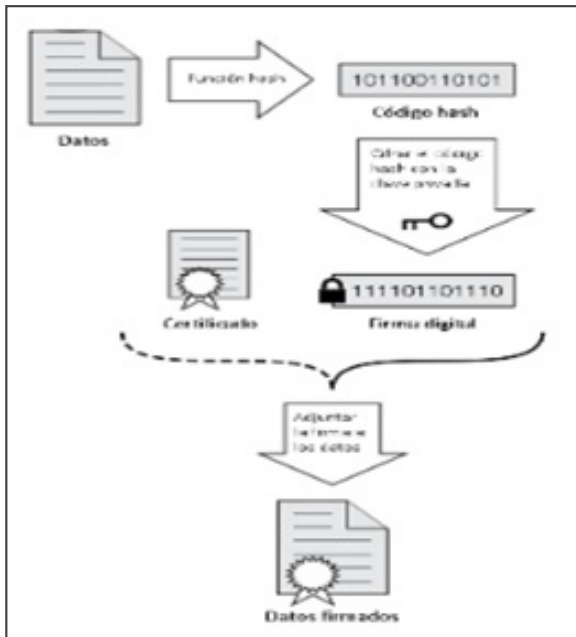 Función hash
101100110101
Código hash
Datos
Cifrar el código
hash con la
clave privada
111101101110
Certificado
Firma digital
Adjuntar
la firma a
los datos
Datos firmados